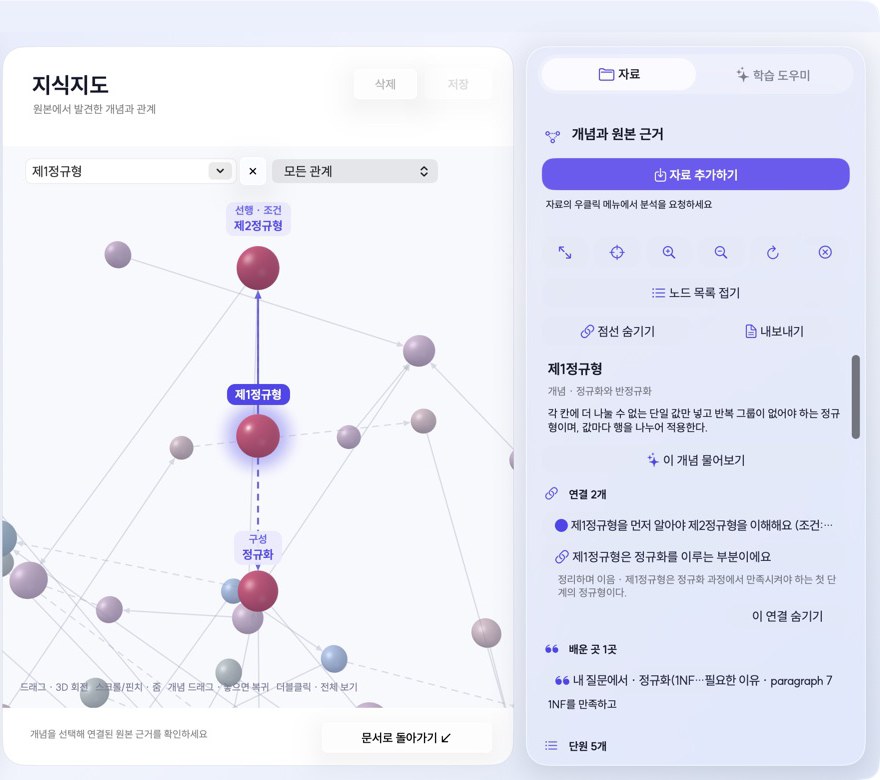 지식지도
원본에서 발견한 개념과 관계
삭제
저장
제1정규형
모든 관계
선행 · 조건
제2정규형
제1정규형
구성
정규화
드래그 · 3D 회전 스크롤/핀치 · 줌 개념 드래그 · 놓으면 복귀 더블클릭 · 전체 보기
개념을 선택해 연결된 원본 근거를 확인하세요
문서로 돌아가기
자료
학습 도우미
개념과 원본 근거
자료 추가하기
자료의 우클릭 메뉴에서 분석을 요청하세요
노드 목록 접기
점선 숨기기
내보내기
제1정규형
개념 · 정규화와 반정규화
각 칸에 더 나눌 수 없는 단일 값만 넣고 반복 그룹이 없어야 하는 정규
형이며, 값마다 행을 나누어 적용한다.
이 개념 물어보기
연결 2개
제1정규형을 먼저 알아야 제2정규형을 이해해요 (조건:…
제1정규형은 정규화를 이루는 부분이에요
정리하며 이음 · 제1정규형은 정규화 과정에서 만족시켜야 하는 첫 단
계의 정규형이다.
이 연결 숨기기
배운 곳 1곳
내 질문에서 · 정규화(1NF…필요한 이유 · paragraph 7
1NF를 만족하고
단원 5개